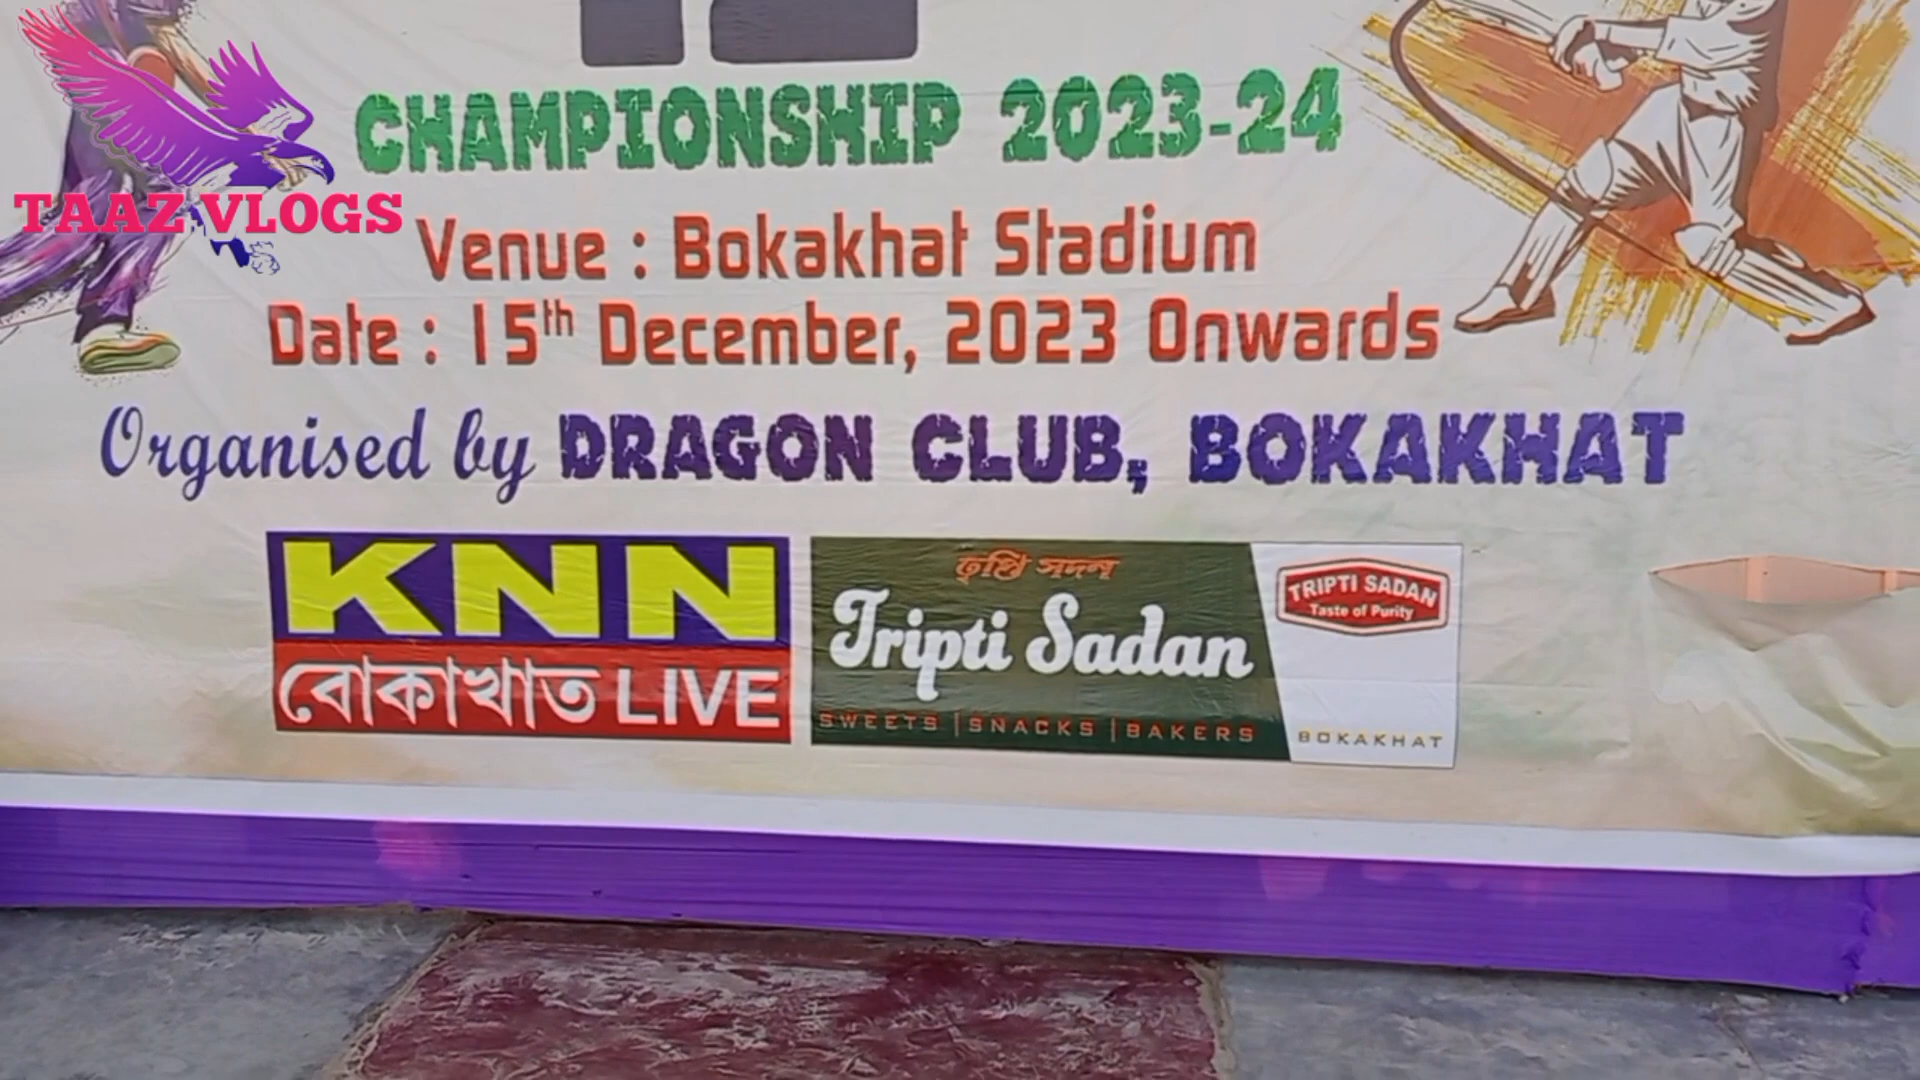 CHAMPIONSHIP 2023-24
TAAZ VLOGS
Venue : Bokakhat Stadium
Date : 15th December, 2023 Onwards
Organised by DRAGON CLUB, BOKAKHAT
KNN
বোকাখাত LIVE
তৃপ্তি সদন
Tripti Sadan
SWEETS | SNACKS | BAKERS
TRIPTI SADAN
Taste of Purity
BOKAKHAT